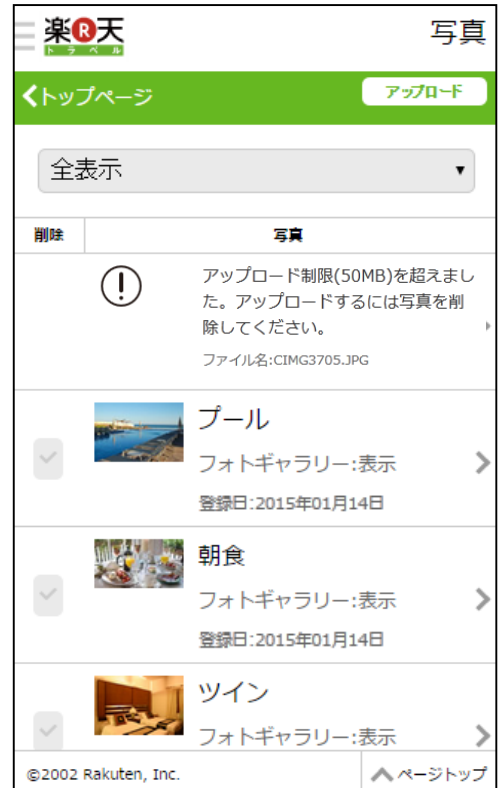 楽R天
トラベル
写真
トップページ
アップロード
全表示
削除
写真
アップロード制限(50MB)を超えまし
た。アップロードするには写真を削
除してください。
ファイル名:CIMG3705.JPG
プール
フォトギャラリー:表示
登録日:2015年01月14日
朝食
フォトギャラリー:表示
登録日:2015年01月14日
ツイン
フォトギャラリー:表示
©2002 Rakuten, Inc.
ページトップ